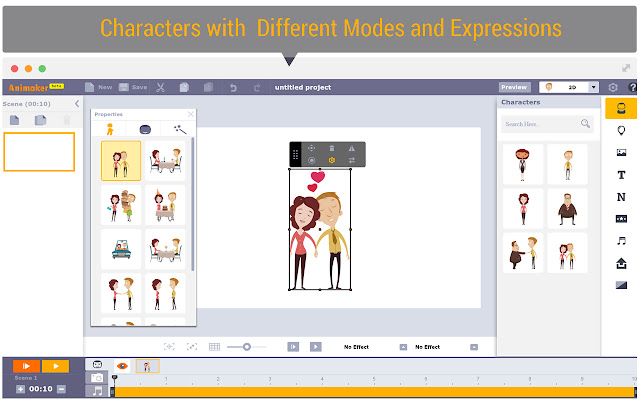 Characters with Different Modes and Expressions
Animaker BETA
New
Save
untitled project
Preview
2D
?
Scene (00:10)
Properties
Characters
Search Here...
T
N
No Effect
No Effect
Scene 1
00:10
0 1 2 3 4 5 6 7 8 9 10